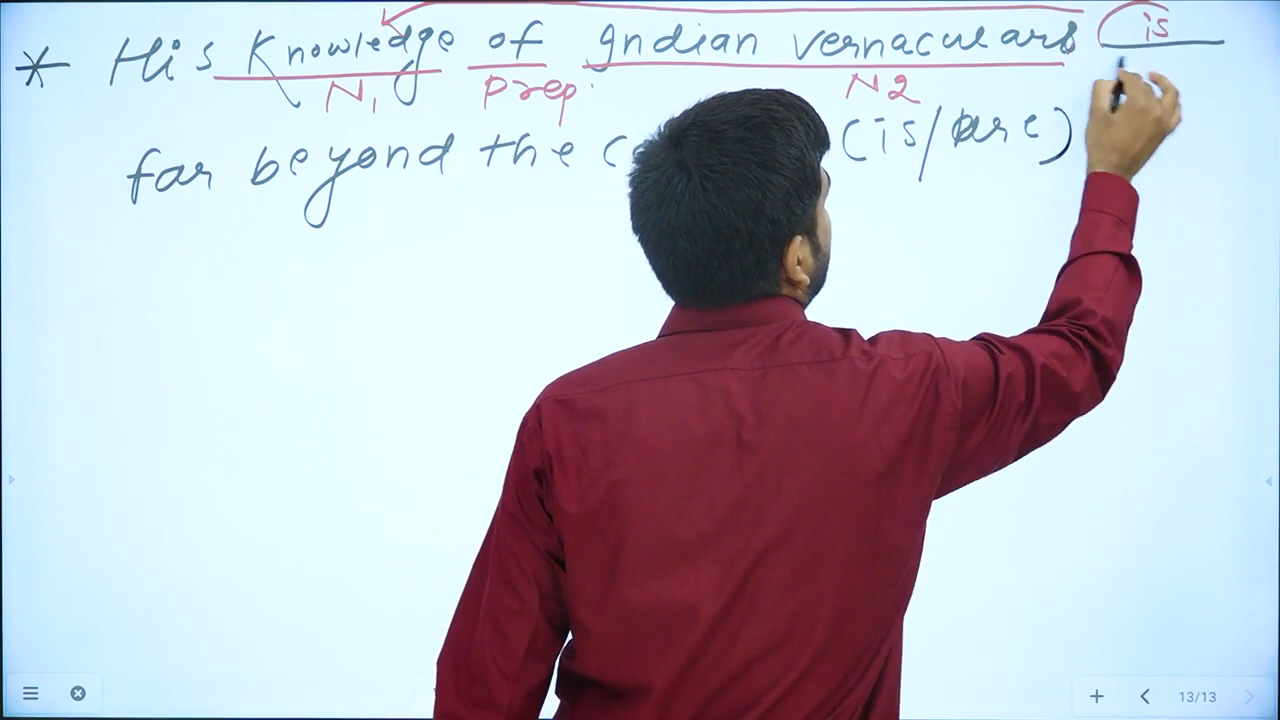 is
* His Knowledge of Indian vernaculars
N1 prep. N2
far beyond the (is/are)
13/13